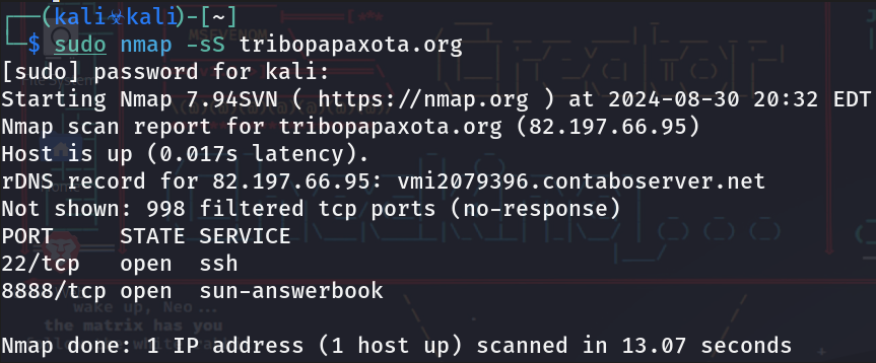 ┌──(kali☣kali)-[~]
└─$ sudo nmap -sS tribopapaxota.org
[sudo] password for kali:
Starting Nmap 7.94SVN ( https://nmap.org ) at 2024-08-30 20:32 EDT
Nmap scan report for tribopapaxota.org (82.197.66.95)
Host is up (0.017s latency).
rDNS record for 82.197.66.95: vmi2079396.contaboserver.net
Not shown: 998 filtered tcp ports (no-response)
PORT     STATE SERVICE
22/tcp   open  ssh
8888/tcp open  sun-answerbook
wake up, Neo...
the matrix has you
Nmap done: 1 IP address (1 host up) scanned in 13.07 seconds